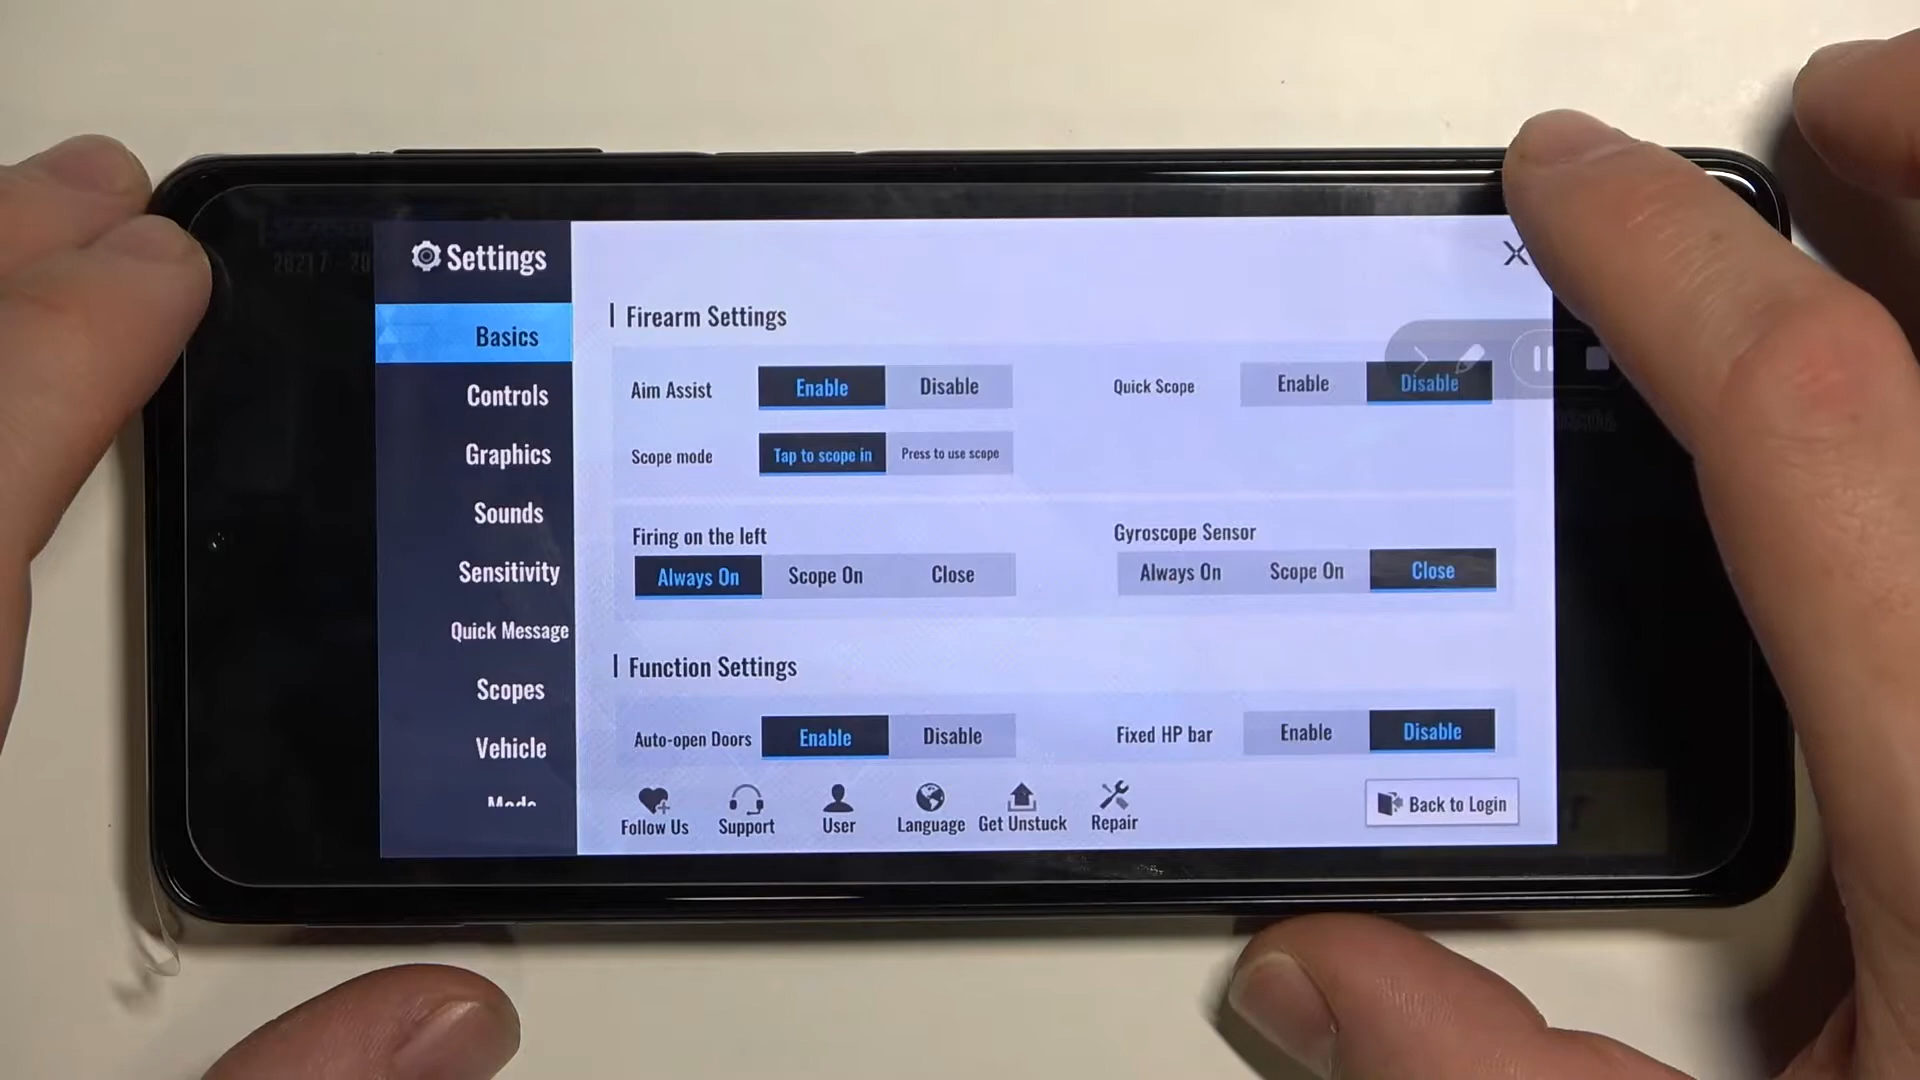 Settings
Basics
Controls
Graphics
Sounds
Sensitivity
Quick Message
Scopes
Vehicle
Firearm Settings
Aim Assist Enable Disable Quick Scope Enable Disable
Scope mode Tap to scope in Press to use scope
Firing on the left Gyroscope Sensor
Always On Scope On Close Always On Scope On Close
Function Settings
Auto-open Doors Enable Disable Fixed HP bar Enable Disable
Follow Us Support User Language Get Unstuck Repair Back to Login